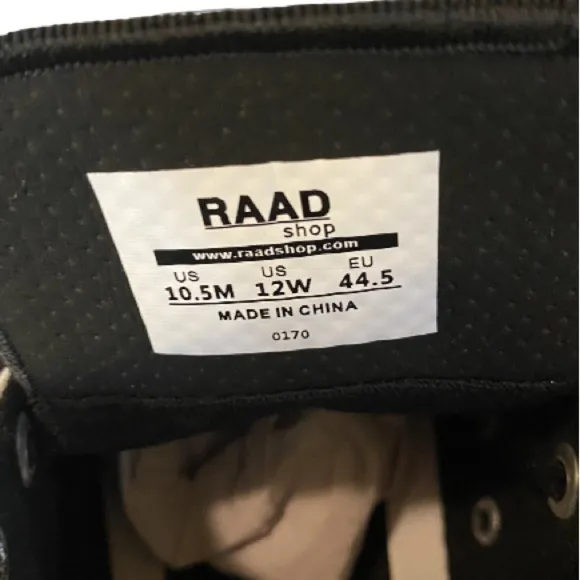 RAAD
shop
www.raadshop.com
US US EU
10.5M 12W 44.5
MADE IN CHINA
0170